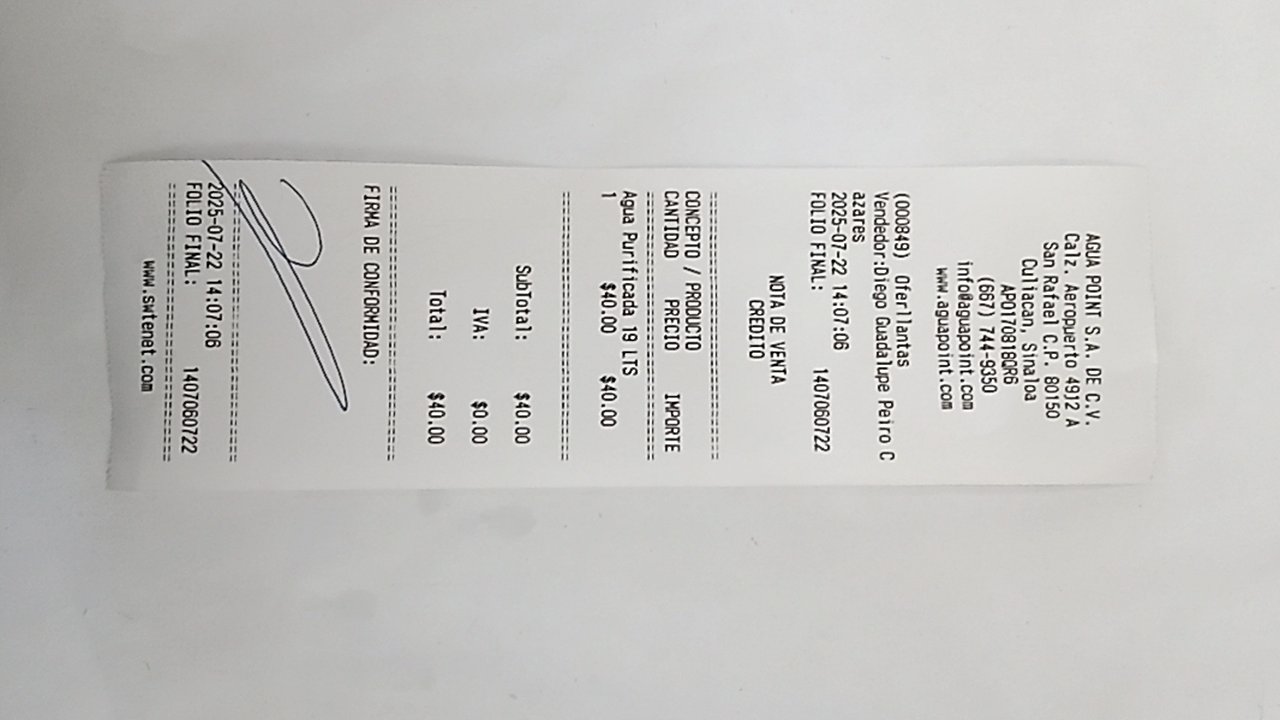 AGUA POINT S.A. DE C.V.
Calz. Aeropuerto 4912 A
San Rafael C.P. 80150
Culiacan, Sinaloa
APO170818QR6
(667) 744-9350
info@aguapoint.com
www.aguapoint.com
(000849) Oferllantas
Vendedor:Diego Guadalupe Peiro C
azares
2025-07-22 14:07:06
FOLIO FINAL: 1407060722
NOTA DE VENTA
CREDITO
================================
CONCEPTO / PRODUCTO
CANTIDAD PRECIO IMPORTE
================================
Agua Purificada 19 LTS
1 $40.00 $40.00
================================
SubTotal: $40.00
IVA: $0.00
Total: $40.00
================================
FIRMA DE CONFORMIDAD:
================================
2025-07-22 14:07:06
FOLIO FINAL: 1407060722
================================
www.swtenet.com